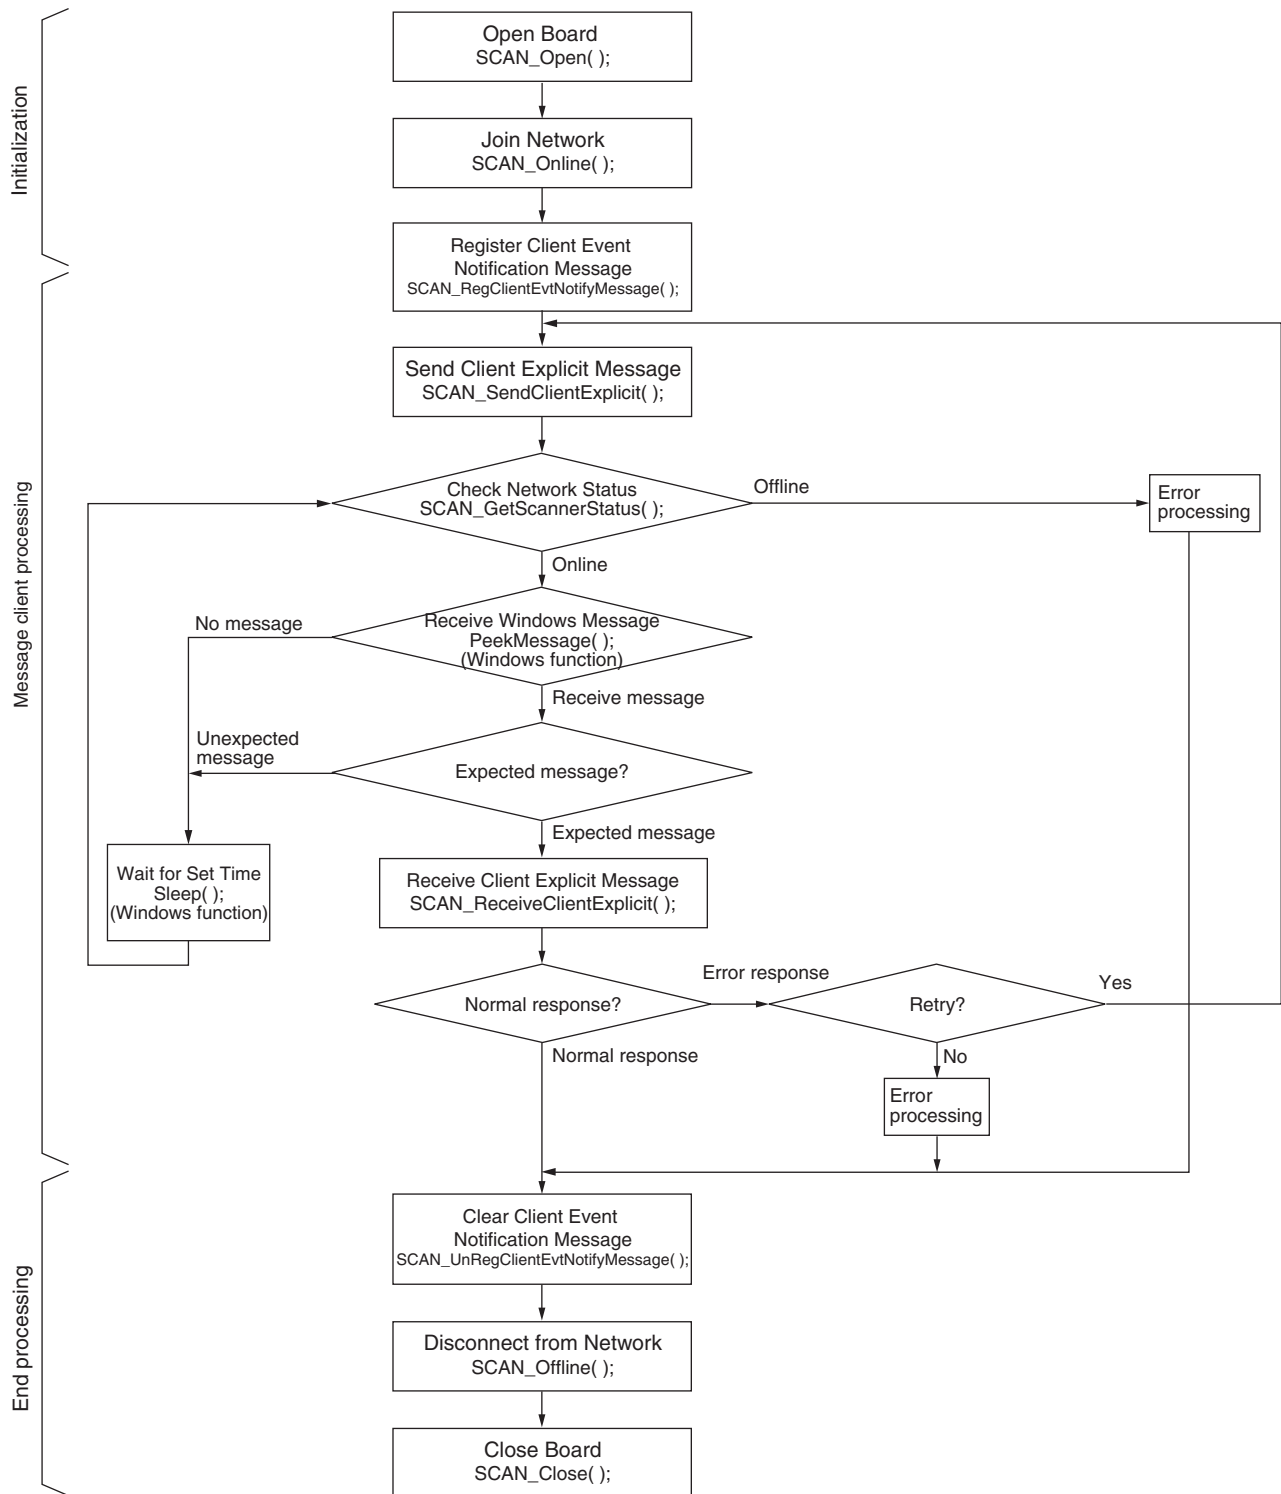 Initialization
Open Board
SCAN_Open( );
Join Network
SCAN_Online( );
Register Client Event
Notification Message
SCAN_RegClientEvtNotifyMessage( );
Message client processing
Send Client Explicit Message
SCAN_SendClientExplicit( );
Check Network Status
SCAN_GetScannerStatus( );
Offline
Error
processing
Online
Receive Windows Message
PeekMessage( );
(Windows function)
No message
Receive message
Unexpected
message
Expected message?
Expected message
Wait for Set Time
Sleep( );
(Windows function)
Receive Client Explicit Message
SCAN_ReceiveClientExplicit( );
Normal response?
Error response
Retry?
Yes
Normal response
No
Error
processing
End processing
Clear Client Event
Notification Message
SCAN_UnRegClientEvtNotifyMessage( );
Disconnect from Network
SCAN_Offline( );
Close Board
SCAN_Close( );